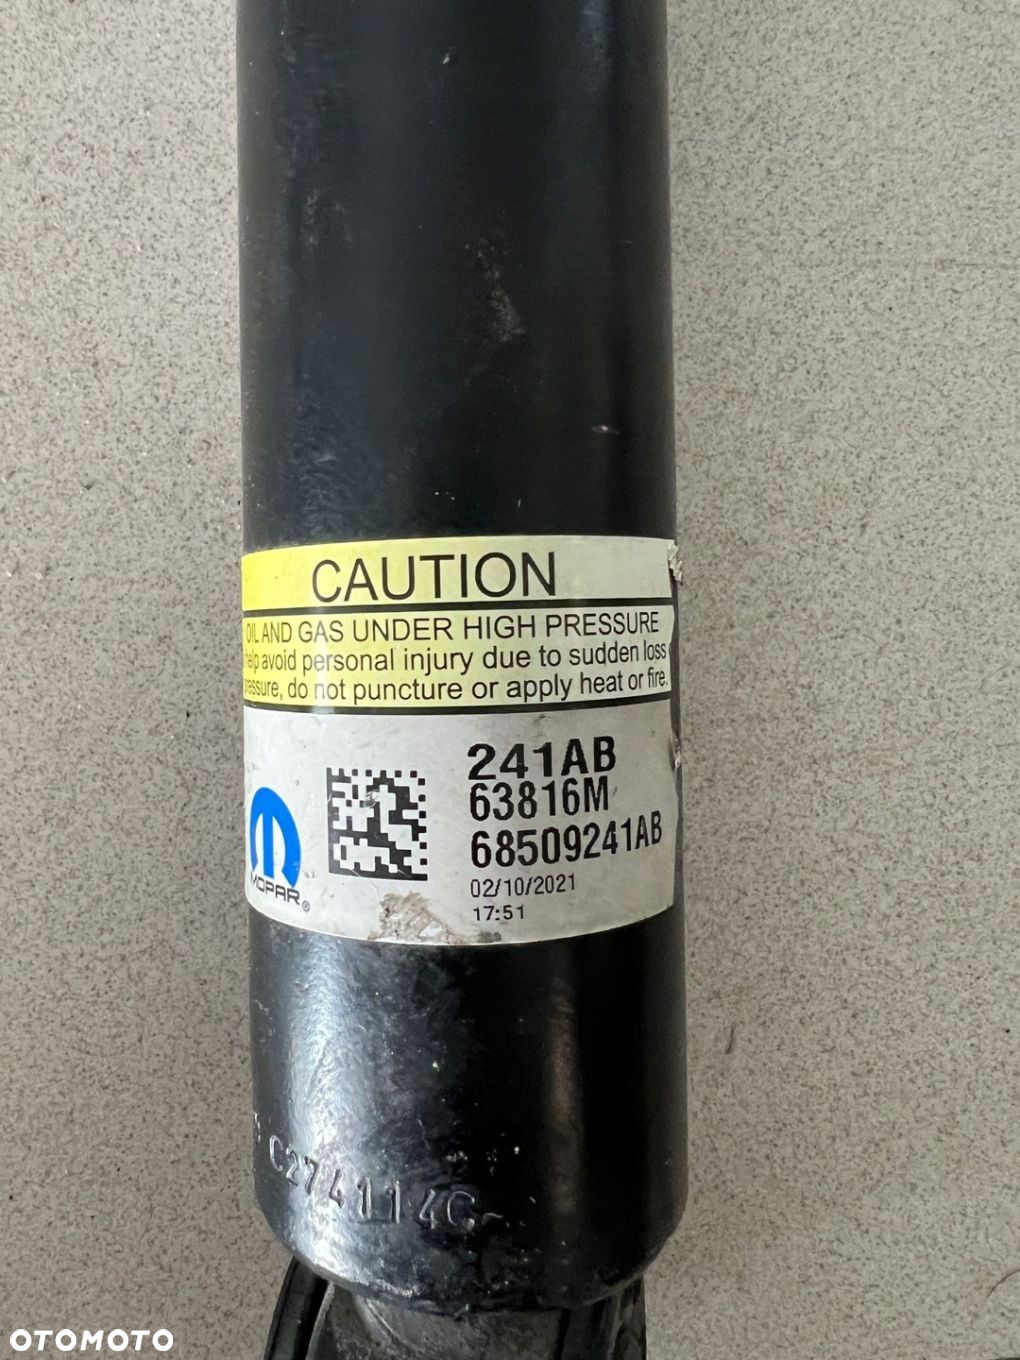 CAUTION
OIL AND GAS UNDER HIGH PRESSURE
help avoid personal injury due to sudden loss
pressure, do not puncture or apply heat or fire.
241AB
63816M
68509241AB
02/10/2021
17:51
MOPAR®
C274114C
OTOMOTO